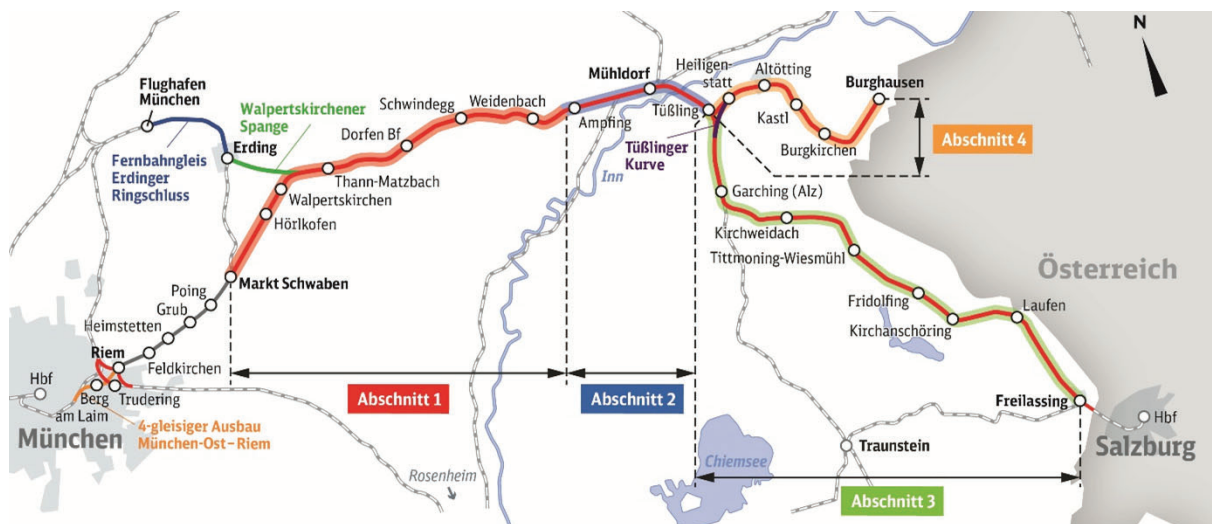 N
Flughafen
München
Walpertskirchener
Spange
Erding
Fernbahngleis
Erdinger
Ringschluss
Schwindegg
Weidenbach
Dorfen Bf
Thann-Matzbach
Walpertskirchen
Hörlkofen
Markt Schwaben
Poing
Grub
Heimstetten
Feldkirchen
Riem
Hbf
Berg
am Laim
Trudering
München
4-gleisiger Ausbau
München-Ost–Riem
Mühldorf
Ampfing
Tüßling
Tüßlinger
Kurve
Inn
Heiligen-
statt
Altötting
Kastl
Burgkirchen
Burghausen
Abschnitt 4
Garching (Alz)
Kirchweidach
Tittmoning-Wiesmühl
Fridolfing
Kirchanschöring
Laufen
Österreich
Freilassing
Hbf
Salzburg
Traunstein
Chiemsee
Rosenheim
Abschnitt 1
Abschnitt 2
Abschnitt 3